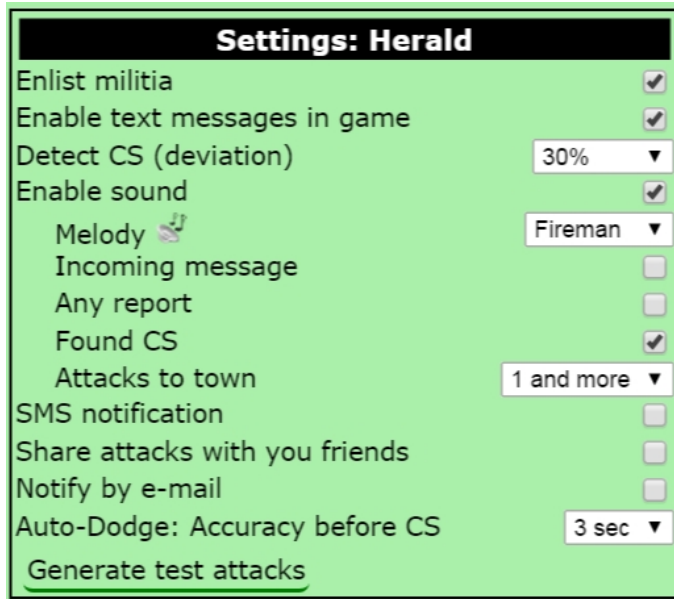 Settings: Herald
Enlist militia
Enable text messages in game
Detect CS (deviation) 30%
Enable sound
Melody Fireman
Incoming message
Any report
Found CS
Attacks to town 1 and more
SMS notification
Share attacks with you friends
Notify by e-mail
Auto-Dodge: Accuracy before CS 3 sec
Generate test attacks